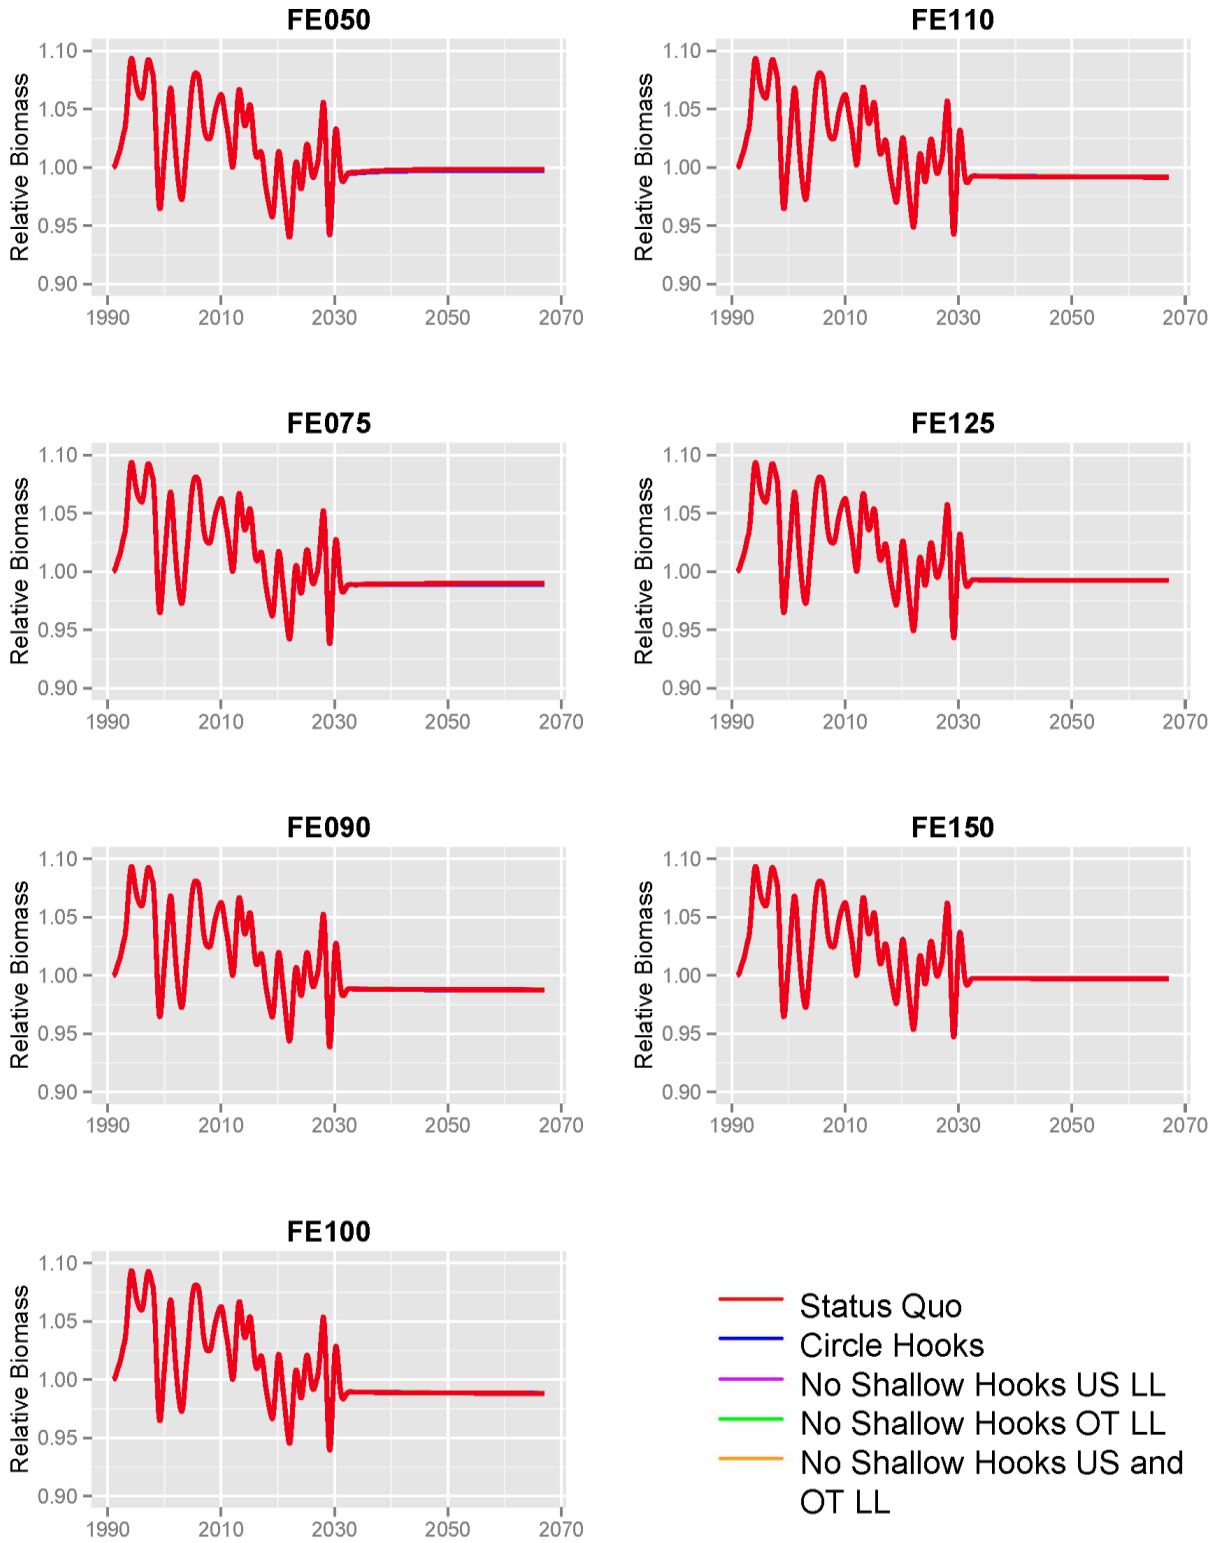 FE050
Relative Biomass
1.10
1.05
1.00
0.95
0.90
1990 2010 2030 2050 2070
FE110
Relative Biomass
1.10
1.05
1.00
0.95
0.90
1990 2010 2030 2050 2070
FE075
Relative Biomass
1.10
1.05
1.00
0.95
0.90
1990 2010 2030 2050 2070
FE125
Relative Biomass
1.10
1.05
1.00
0.95
0.90
1990 2010 2030 2050 2070
FE090
Relative Biomass
1.10
1.05
1.00
0.95
0.90
1990 2010 2030 2050 2070
FE150
Relative Biomass
1.10
1.05
1.00
0.95
0.90
1990 2010 2030 2050 2070
FE100
Relative Biomass
1.10
1.05
1.00
0.95
0.90
1990 2010 2030 2050 2070
Status Quo
Circle Hooks
No Shallow Hooks US LL
No Shallow Hooks OT LL
No Shallow Hooks US and
OT LL